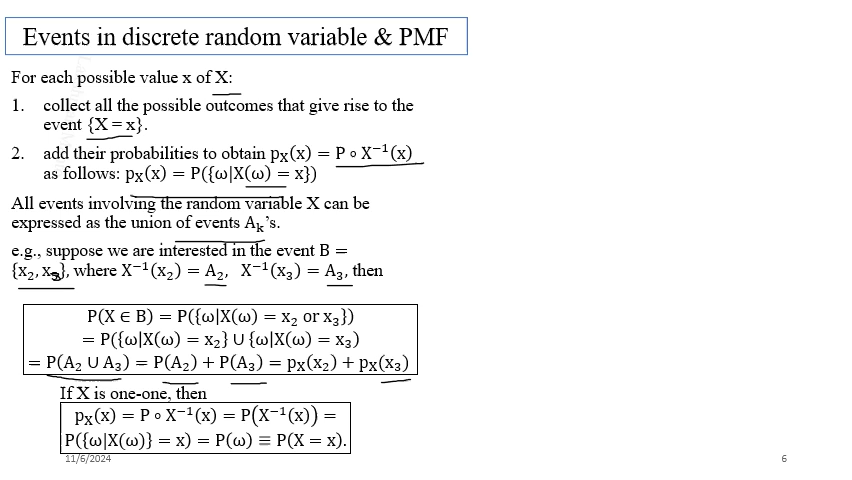 Events in discrete random variable & PMF
For each possible value x of X:
1. collect all the possible outcomes that give rise to the
event {X = x}.
2. add their probabilities to obtain pₓ(x) = P ∘ X⁻¹(x)
as follows: pₓ(x) = P({ω|X(ω) = x})
All events involving the random variable X can be
expressed as the union of events Aₖ's.
e.g., suppose we are interested in the event B =
{x₂, x₃}, where X⁻¹(x₂) = A₂, X⁻¹(x₃) = A₃, then
P(X ∈ B) = P({ω|X(ω) = x₂ or x₃})
= P({ω|X(ω) = x₂} ∪ {ω|X(ω) = x₃)
= P(A₂ ∪ A₃) = P(A₂) + P(A₃) = pₓ(x₂) + pₓ(x₃)
If X is one-one, then
pₓ(x) = P ∘ X⁻¹(x) = P(X⁻¹(x)) =
P({ω|X(ω)} = x) = P(ω) ≡ P(X = x).
11/6/2024
6